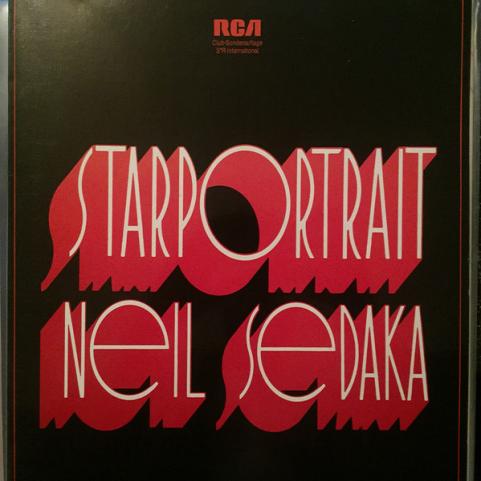 RCA
Club-Sonderauflage
S*R International
STARPORTRAIT
NeIL SeDAKA